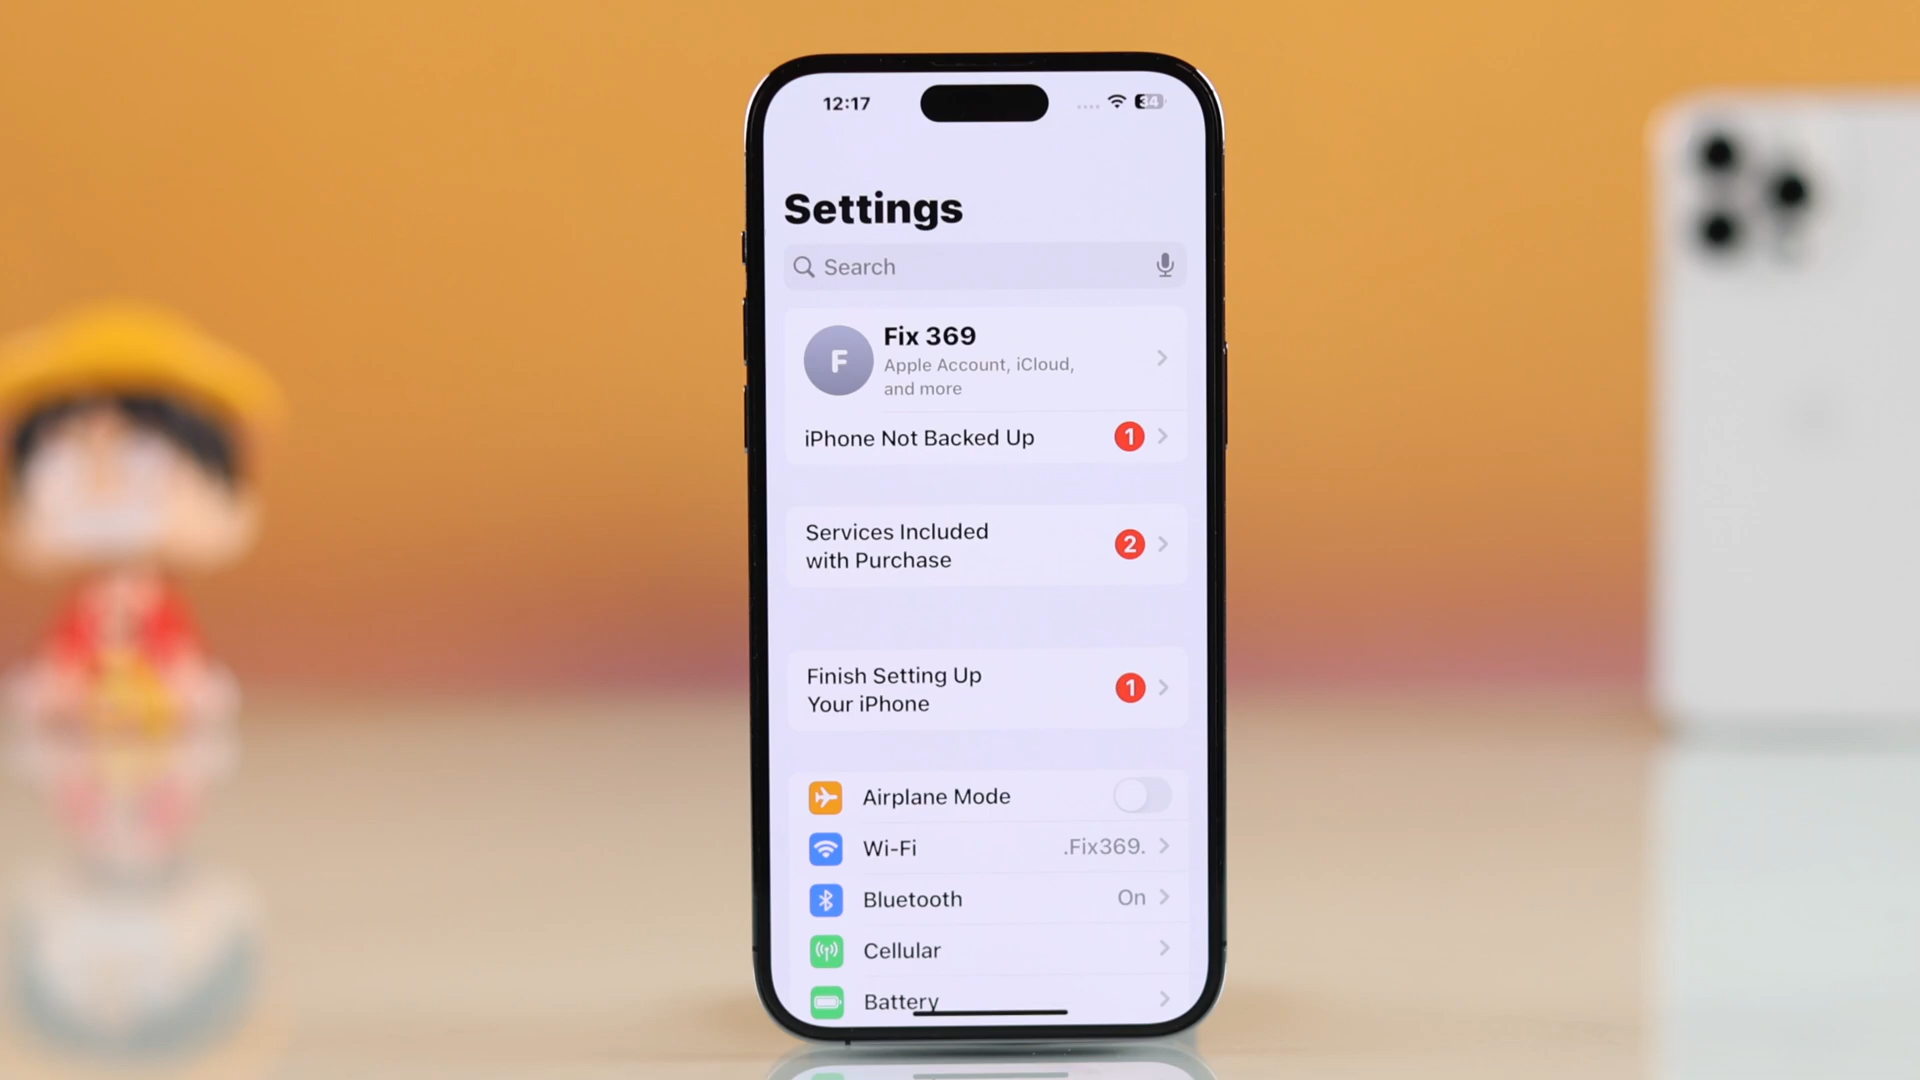 12:17
34
Settings
Search
F
Fix 369
Apple Account, iCloud,
and more
iPhone Not Backed Up 1
Services Included
with Purchase
2
Finish Setting Up
Your iPhone
1
Airplane Mode
Wi-Fi .Fix369.
Bluetooth On
Cellular
Battery